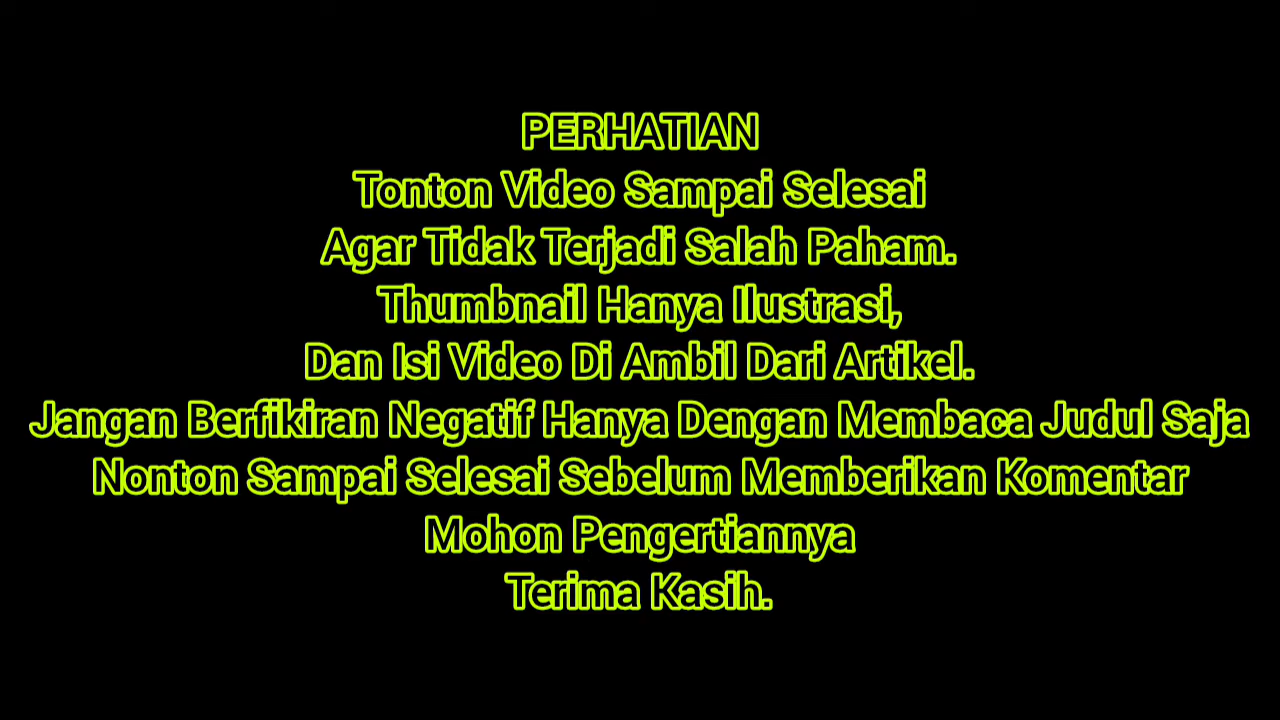 PERHATIAN
Tonton Video Sampai Selesai
Agar Tidak Terjadi Salah Paham.
Thumbnail Hanya Ilustrasi,
Dan Isi Video Di Ambil Dari Artikel.
Jangan Berfikiran Negatif Hanya Dengan Membaca Judul Saja
Nonton Sampai Selesai Sebelum Memberikan Komentar
Mohon Pengertiannya
Terima Kasih.